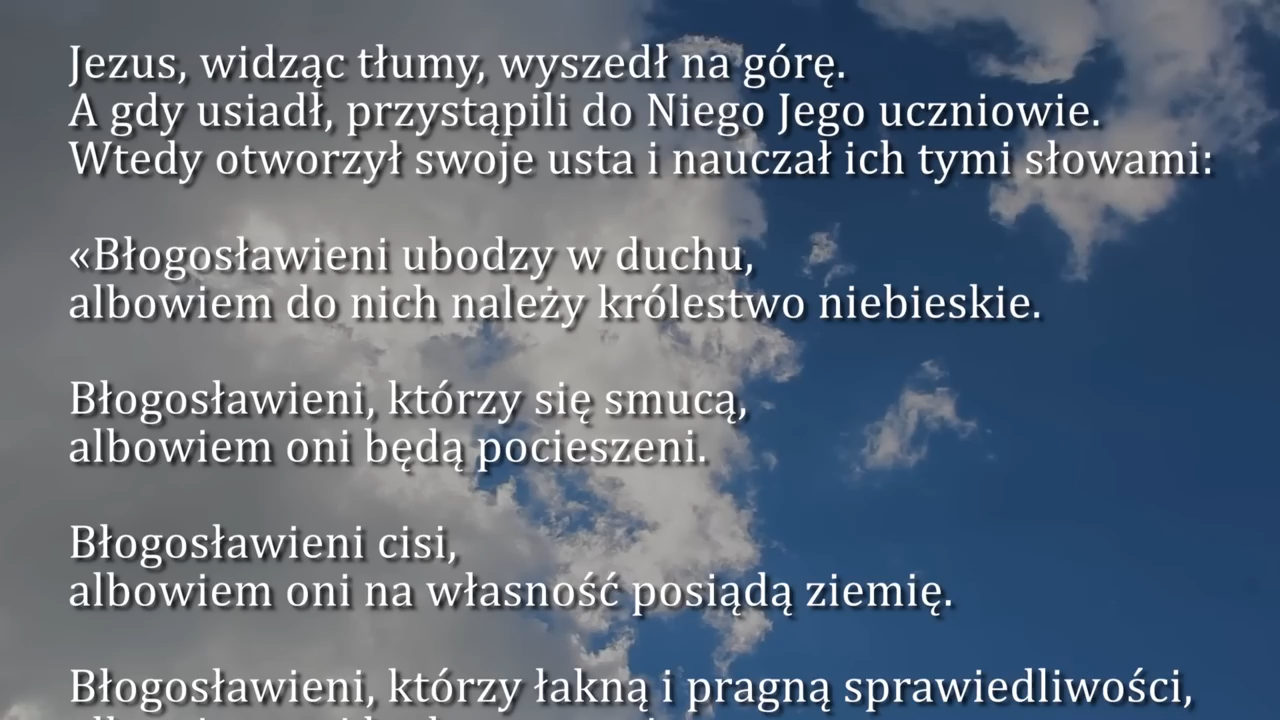 Jezus, widząc tłumy, wyszedł na górę.
A gdy usiadł, przystąpili do Niego Jego uczniowie.
Wtedy otworzył swoje usta i nauczał ich tymi słowami:
«Błogosławieni ubodzy w duchu,
albowiem do nich należy królestwo niebieskie.
Błogosławieni, którzy się smucą,
albowiem oni będą pocieszeni.
Błogosławieni cisi,
albowiem oni na własność posiądą ziemię.
Błogosławieni, którzy łakną i pragną sprawiedliwości,